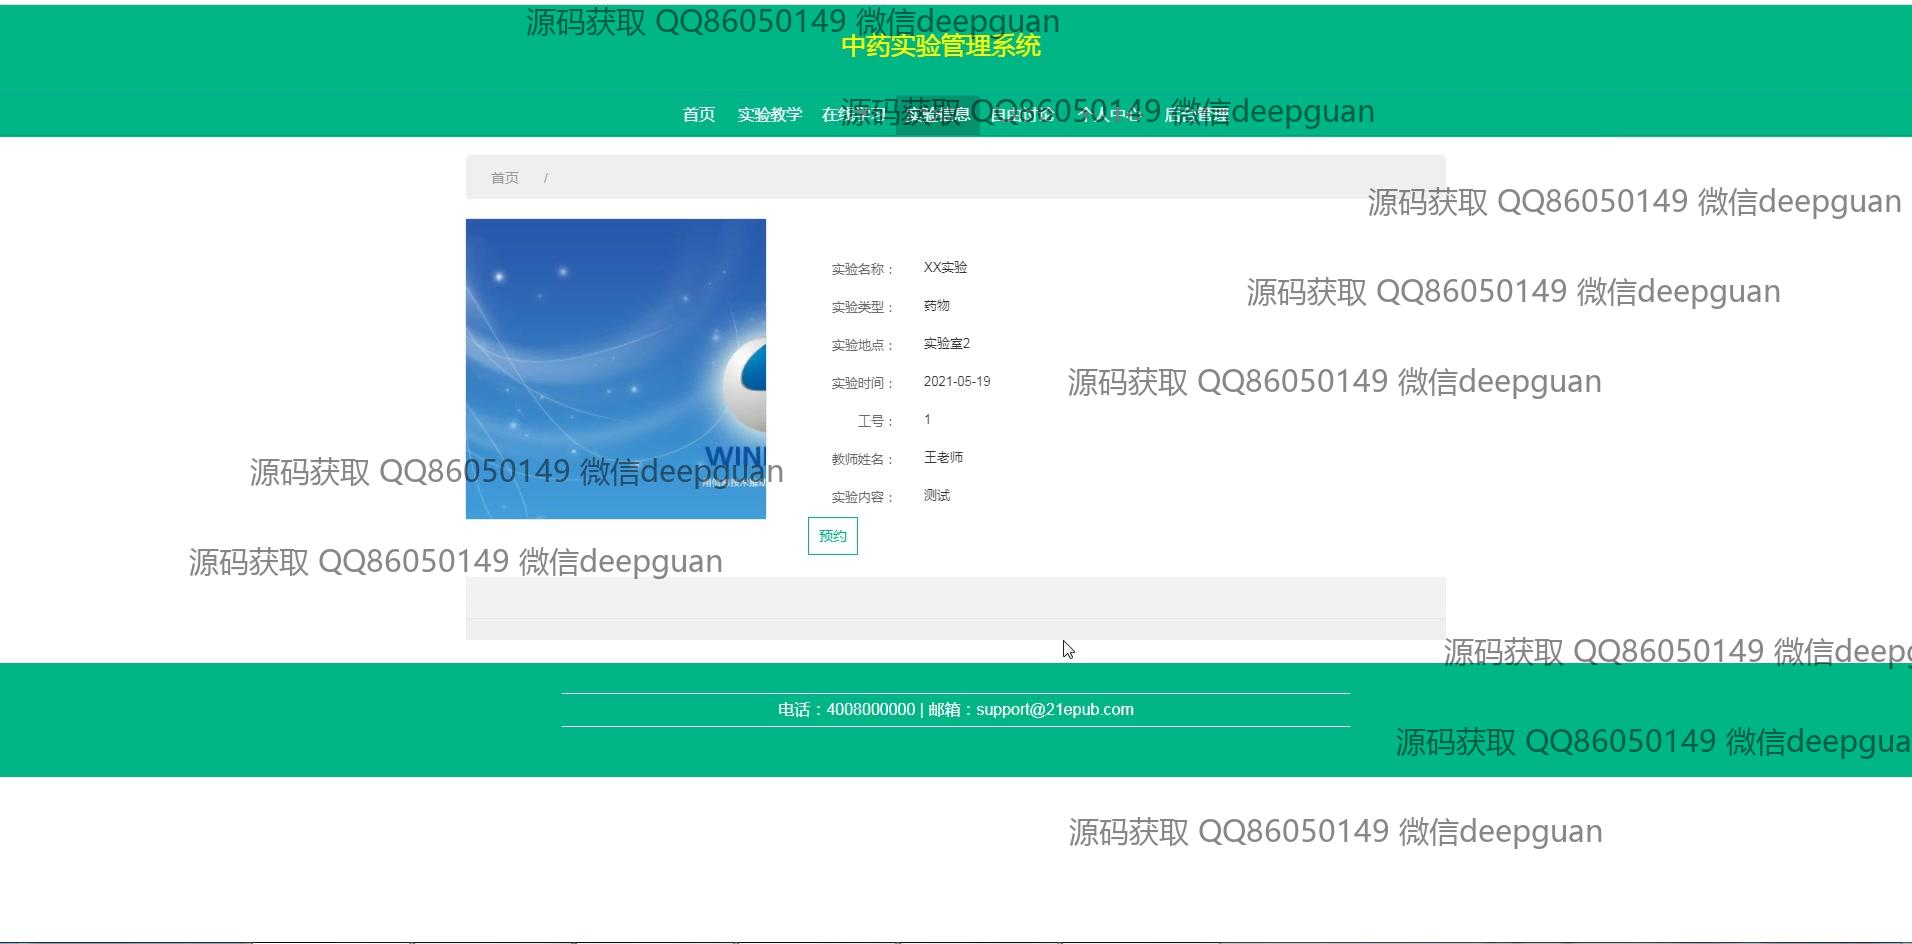 源码获取 QQ86050149 微信deepguan
中药实验管理系统
首页 实验教学 在线学习 实验信息 自由讨论 个人中心 后台管理
源码获取 QQ86050149 微信deepguan
首页 /
源码获取 QQ86050149 微信deepguan
实验名称： XX实验
源码获取 QQ86050149 微信deepguan
实验类型： 药物
实验地点： 实验室2
实验时间： 2021-05-19
源码获取 QQ86050149 微信deepguan
工号： 1
教师姓名： 王老师
WIN
源码获取 QQ86050149 微信deepguan
实验内容： 测试
预约
源码获取 QQ86050149 微信deepguan
源码获取 QQ86050149 微信deep
电话：4008000000 | 邮箱：support@21epub.com
源码获取 QQ86050149 微信deepgua
源码获取 QQ86050149 微信deepguan